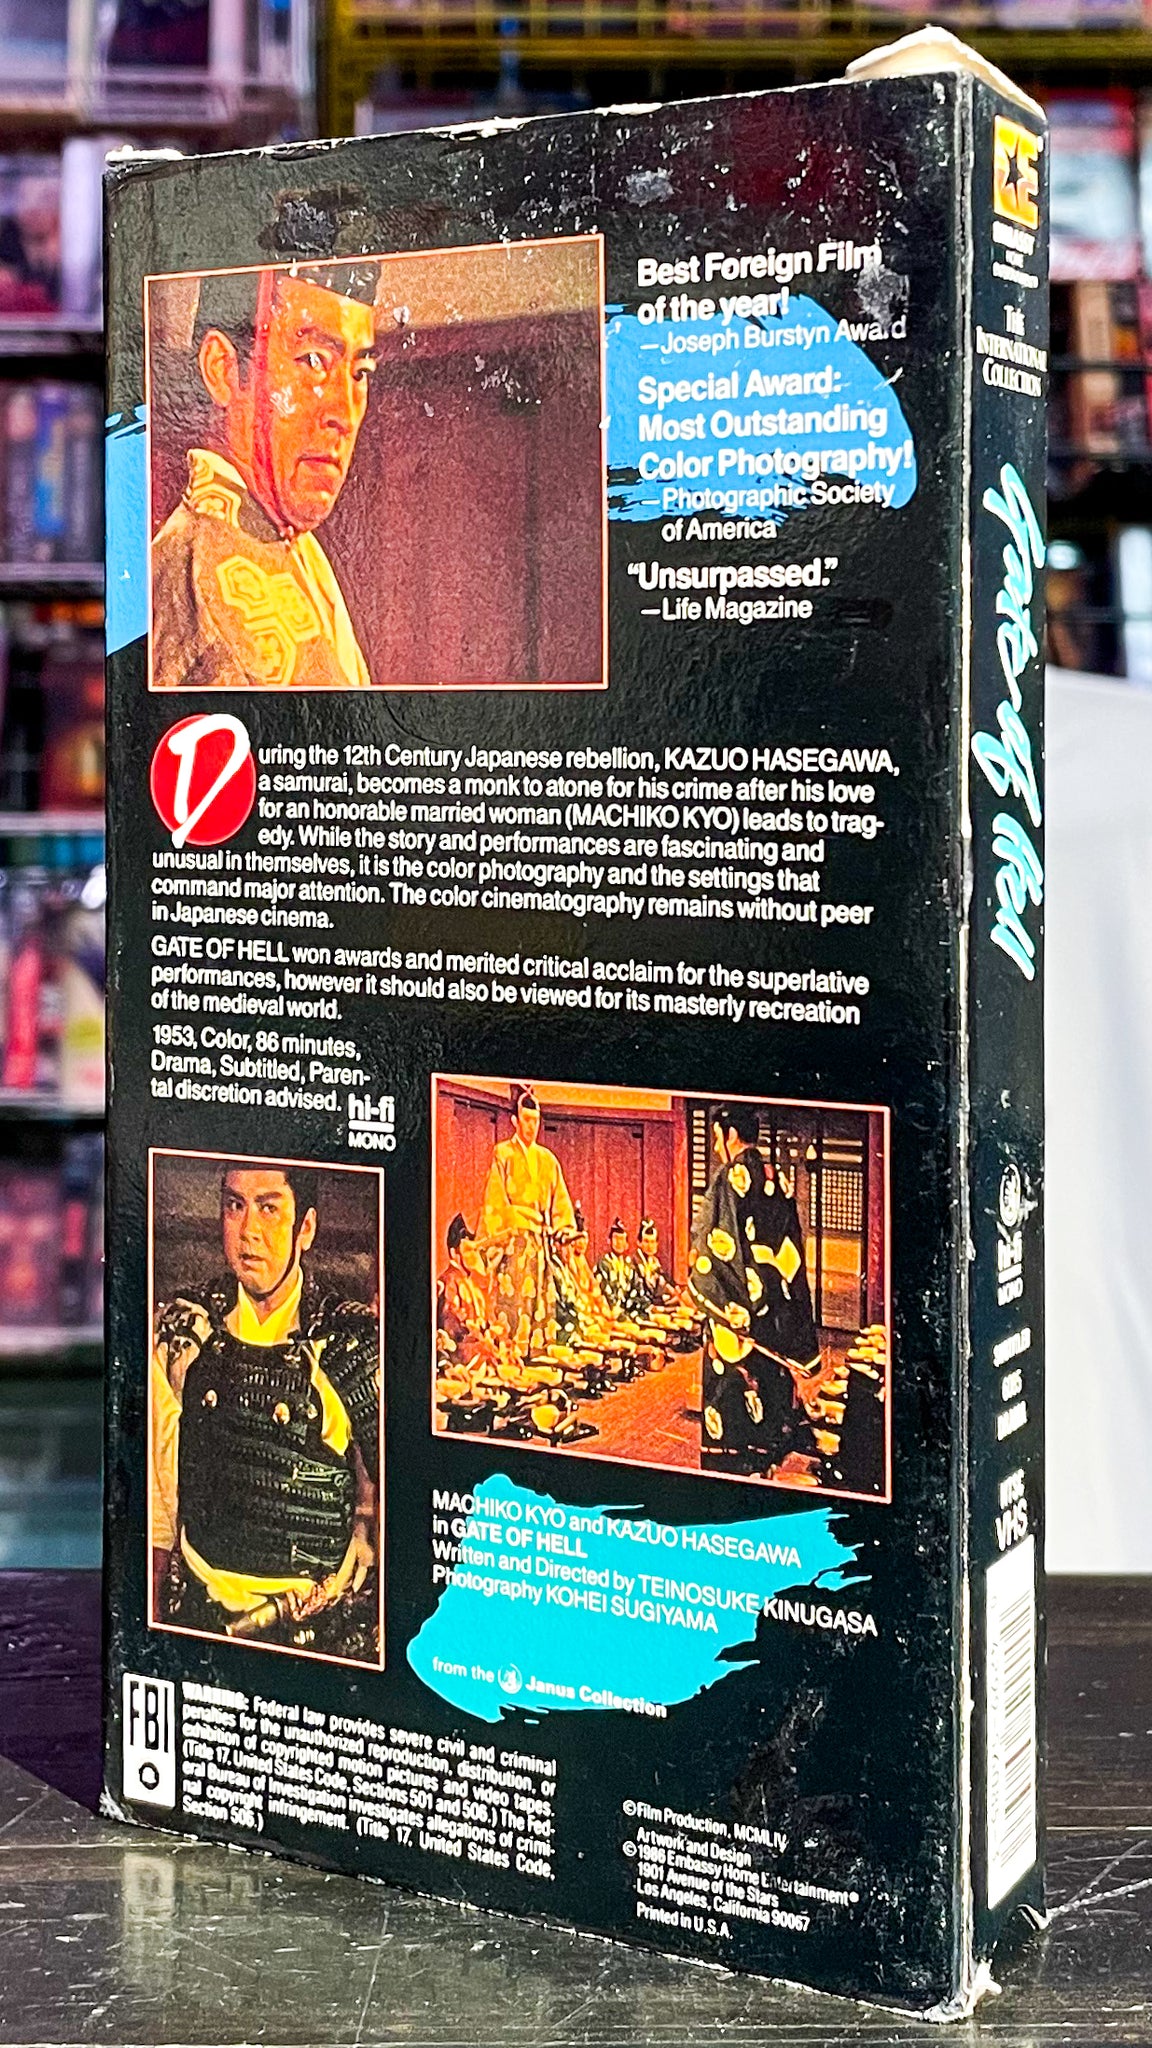 Best Foreign Film
of the year!
—Joseph Burstyn Award
Special Award:
Most Outstanding
Color Photography!
—Photographic Society
of America
“Unsurpassed.”
—Life Magazine
During the 12th Century Japanese rebellion, KAZUO HASEGAWA,
a samurai, becomes a monk to atone for his crime after his love
for an honorable married woman (MACHIKO KYO) leads to trag-
edy. While the story and performances are fascinating and
unusual in themselves, it is the color photography and the settings that
command major attention. The color cinematography remains without peer
in Japanese cinema.
GATE OF HELL won awards and merited critical acclaim for the superlative
performances, however it should also be viewed for its masterly recreation
of the medieval world.
1953, Color, 86 minutes,
Drama, Subtitled, Paren-
tal discretion advised.
hi-fi
MONO
MACHIKO KYO and KAZUO HASEGAWA
in GATE OF HELL
Written and Directed by TEINOSUKE KINUGASA
Photography KOHEI SUGIYAMA
from the Janus Collection
FBI
WARNING: Federal law provides severe civil and criminal
penalties for the unauthorized reproduction, distribution, or
exhibition of copyrighted motion pictures and video tapes.
(Title 17, United States Code, Sections 501 and 506.) The Fed-
eral Bureau of Investigation investigates allegations of crimi-
nal copyright infringement. (Title 17, United States Code,
Section 506.)
©Film Production, MCMLIV
Artwork and Design
©1986 Embassy Home Entertainment®
1901 Avenue of the Stars
Los Angeles, California 90067
Printed in U.S.A.
E
EMBASSY
HOME
ENTERTAINMENT
THE
INTERNATIONAL
COLLECTION
Gate of Hell
hi-fi
MONO
VHS